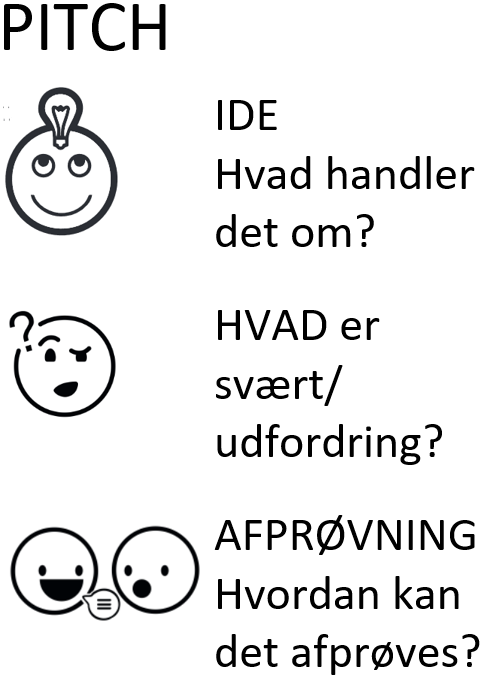 PITCH
IDE
Hvad handler
det om?
HVAD er
svært/
udfordring?
AFPRØVNING
Hvordan kan
det afprøves?